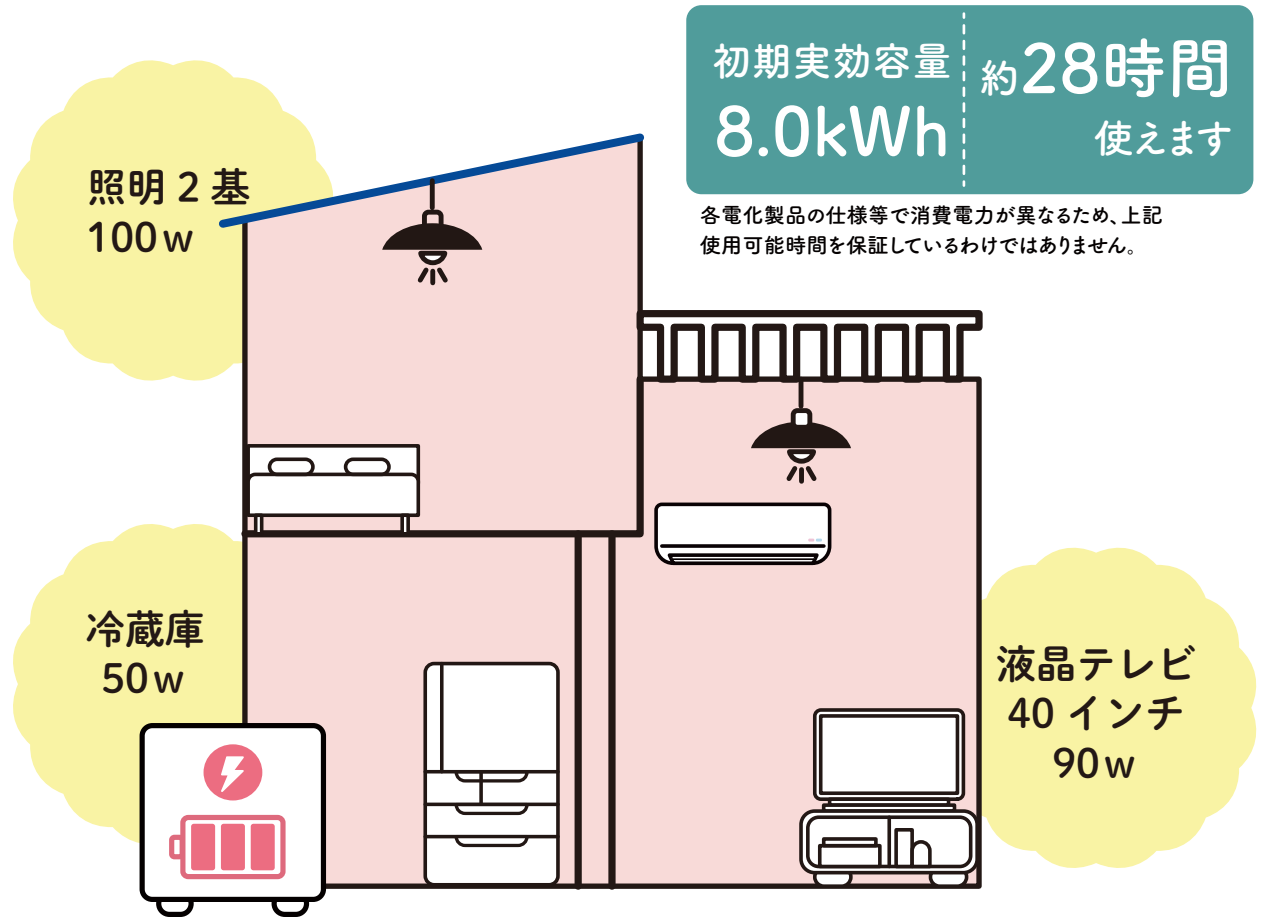 初期実効容量
8.0kWh
約28時間
使えます
各電化製品の仕様等で消費電力が異なるため、上記
使用可能時間を保証しているわけではありません。
照明 2 基
100w
冷蔵庫
50w
液晶テレビ
40 インチ
90w